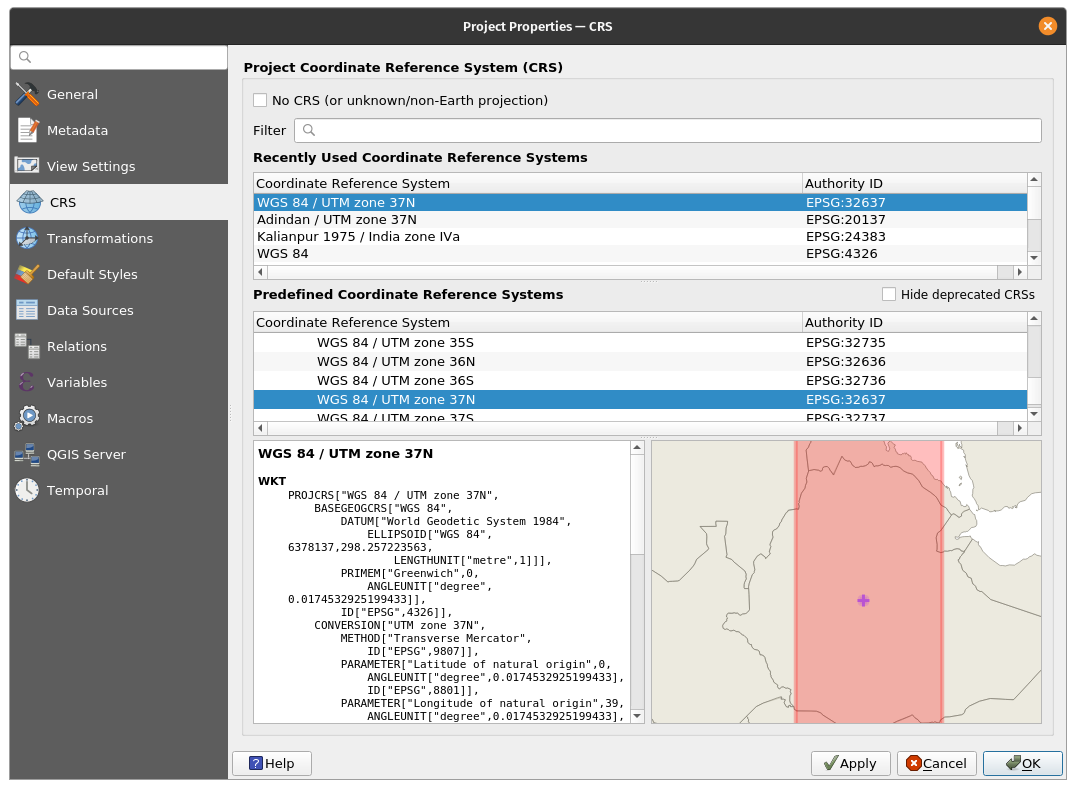 Project Properties — CRS
General
Metadata
View Settings
CRS
Transformations
Default Styles
Data Sources
Relations
Variables
Macros
QGIS Server
Temporal
Project Coordinate Reference System (CRS)
No CRS (or unknown/non-Earth projection)
Filter
Recently Used Coordinate Reference Systems
Coordinate Reference System Authority ID
WGS 84 / UTM zone 37N EPSG:32637
Adindan / UTM zone 37N EPSG:20137
Kalianpur 1975 / India zone IVa EPSG:24383
WGS 84 EPSG:4326
Predefined Coordinate Reference Systems Hide deprecated CRSs
Coordinate Reference System Authority ID
WGS 84 / UTM zone 35S EPSG:32735
WGS 84 / UTM zone 36N EPSG:32636
WGS 84 / UTM zone 36S EPSG:32736
WGS 84 / UTM zone 37N EPSG:32637
WGS 84 / UTM zone 37S EPSG:32737
WGS 84 / UTM zone 37N
WKT
PROJCRS["WGS 84 / UTM zone 37N",
BASEGEOGCRS["WGS 84",
DATUM["World Geodetic System 1984",
ELLIPSOID["WGS 84",
6378137,298.257223563,
LENGTHUNIT["metre",1]]],
PRIMEM["Greenwich",0,
ANGLEUNIT["degree",
0.0174532925199433]],
ID["EPSG",4326]],
CONVERSION["UTM zone 37N",
METHOD["Transverse Mercator",
ID["EPSG",9807]],
PARAMETER["Latitude of natural origin",0,
ANGLEUNIT["degree",0.0174532925199433],
ID["EPSG",8801]],
PARAMETER["Longitude of natural origin",39,
ANGLEUNIT["degree",0.0174532925199433],
Help Apply Cancel OK